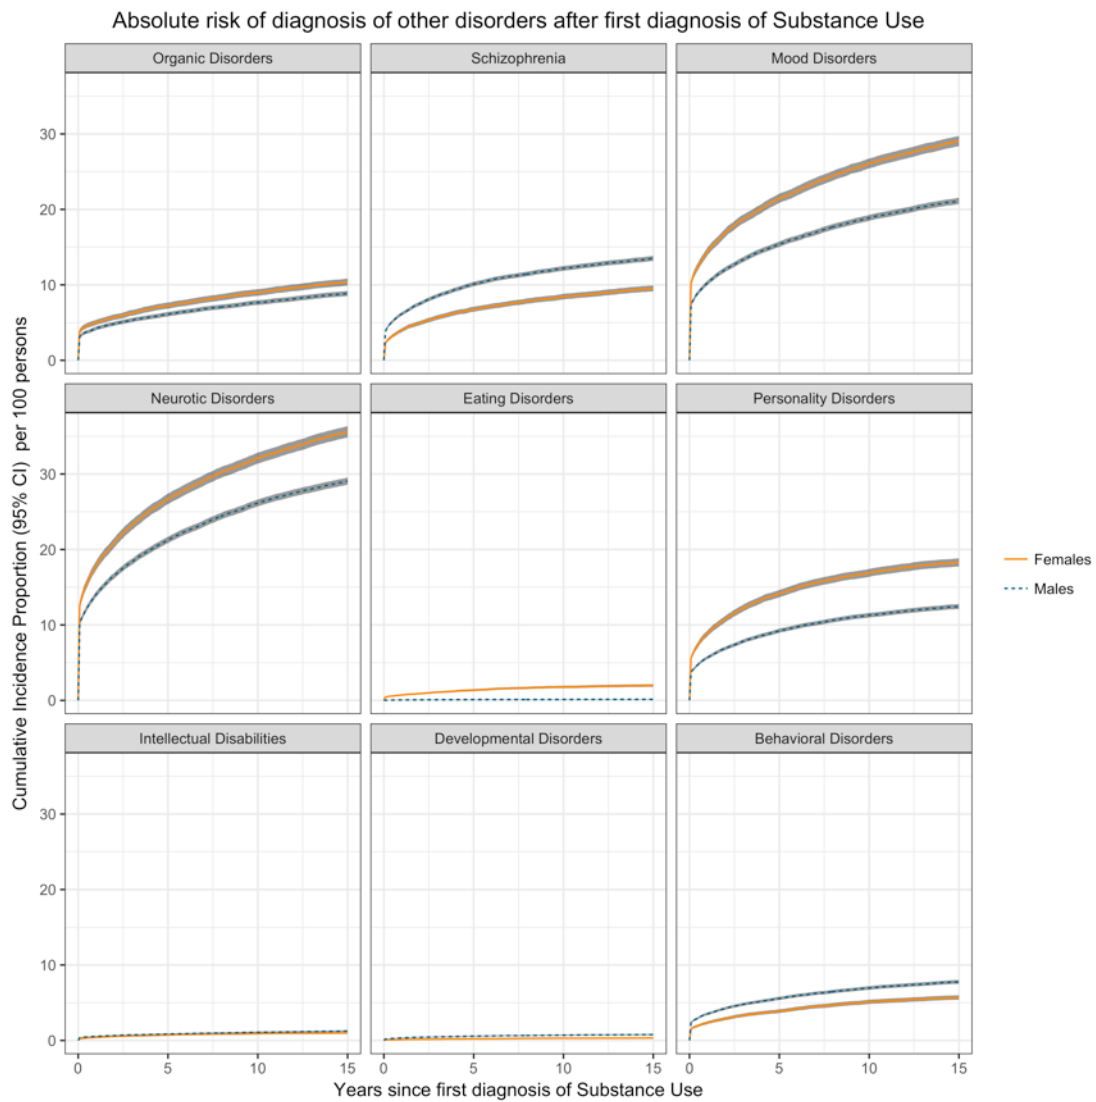 Absolute risk of diagnosis of other disorders after first diagnosis of Substance Use
Organic Disorders
Schizophrenia
Mood Disorders
30
20
10
0
Neurotic Disorders
Eating Disorders
Personality Disorders
30
20
10
0
Intellectual Disabilities
Developmental Disorders
Behavioral Disorders
30
20
10
0
0 5 10 15
0 5 10 15
0 5 10 15
Years since first diagnosis of Substance Use
Cumulative Incidence Proportion (95% CI) per 100 persons
Females
Males